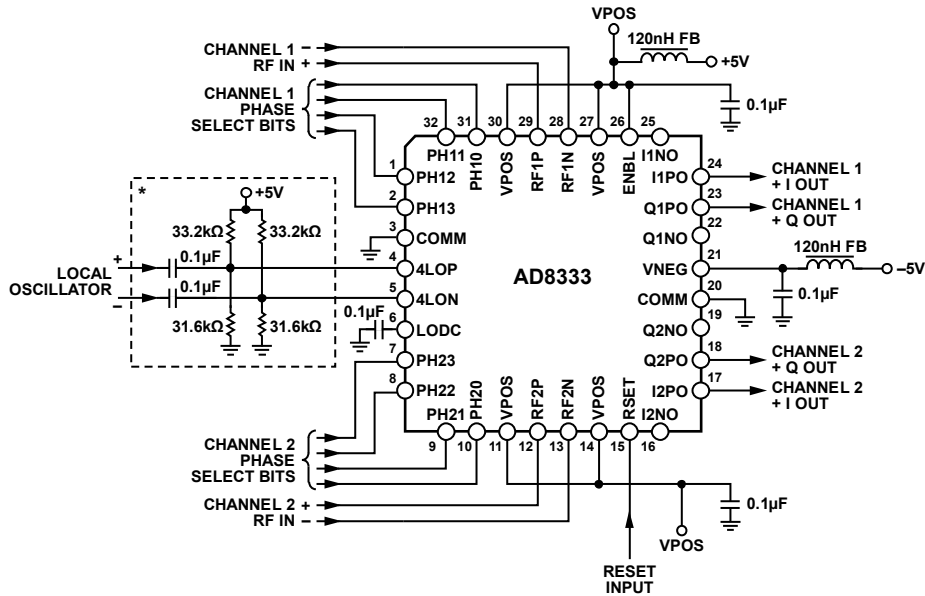 VPOS
120nH FB
+5V
0.1µF
CHANNEL 1 –
RF IN +
CHANNEL 1
PHASE
SELECT BITS
32 31 30 29 28 27 26 25
PH11 PH10 VPOS RF1P RF1N VPOS ENBL I1NO
1 PH12
2 PH13
3 COMM
4 4LOP
5 4LON
6 LODC
7 PH23
8 PH22
AD8333
24 I1PO
CHANNEL 1
+ I OUT
23 Q1PO
CHANNEL 1
+ Q OUT
22 Q1NO
21 VNEG
120nH FB
–5V
0.1µF
20 COMM
19 Q2NO
18 Q2PO
CHANNEL 2
+ Q OUT
17 I2PO
CHANNEL 2
+ I OUT
*
+5V
33.2kΩ 33.2kΩ
+ 0.1µF
LOCAL
OSCILLATOR
– 0.1µF
31.6kΩ 31.6kΩ
0.1µF
PH21 PH20 VPOS RF2P RF2N VPOS RSET I2NO
9 10 11 12 13 14 15 16
CHANNEL 2
PHASE
SELECT BITS
CHANNEL 2 +
RF IN –
0.1µF
VPOS
RESET
INPUT